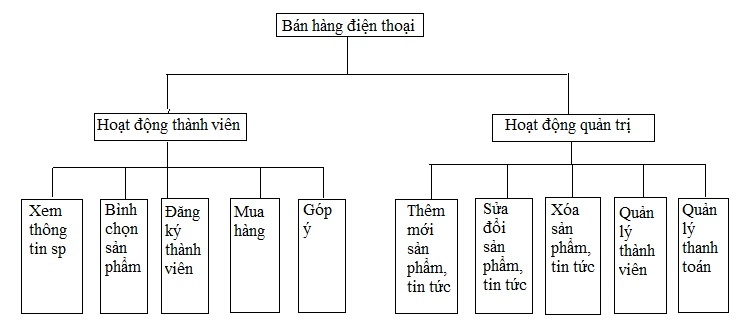 Bán hàng điện thoại
Hoạt động thành viên
Hoạt động quản trị
Xem
thông
tin sp
Bình
chọn
sản
phẩm
Đăng
ký
thành
viên
Mua
hàng
Góp
ý
Thêm
mới
sản
phẩm,
tin tức
Sửa
đổi
sản
phẩm,
tin tức
Xóa
sản
phẩm,
tin tức
Quản
lý
thành
viên
Quản
lý
thanh
toán